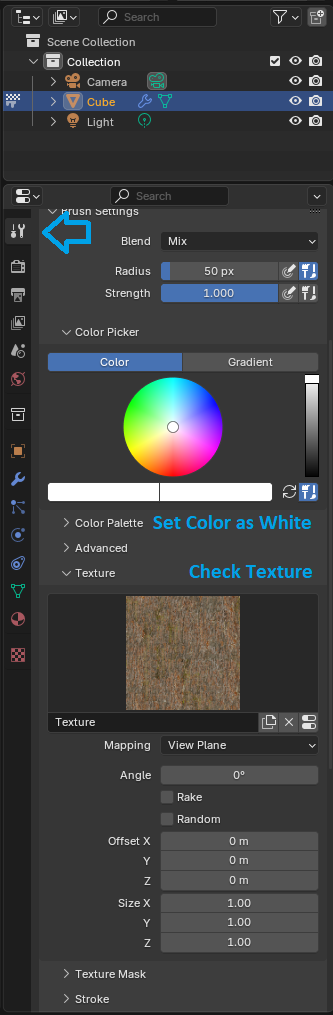 Search
Scene Collection
Collection
Camera
Cube
Light
Search
Brush Settings
Blend Mix
Radius 50 px
Strength 1.000
Color Picker
Color Gradient
Color Palette Set Color as White
Advanced
Texture Check Texture
Texture
Mapping View Plane
Angle 0°
Rake
Random
Offset X 0 m
Y 0 m
Z 0 m
Size X 1.00
Y 1.00
Z 1.00
Texture Mask
Stroke